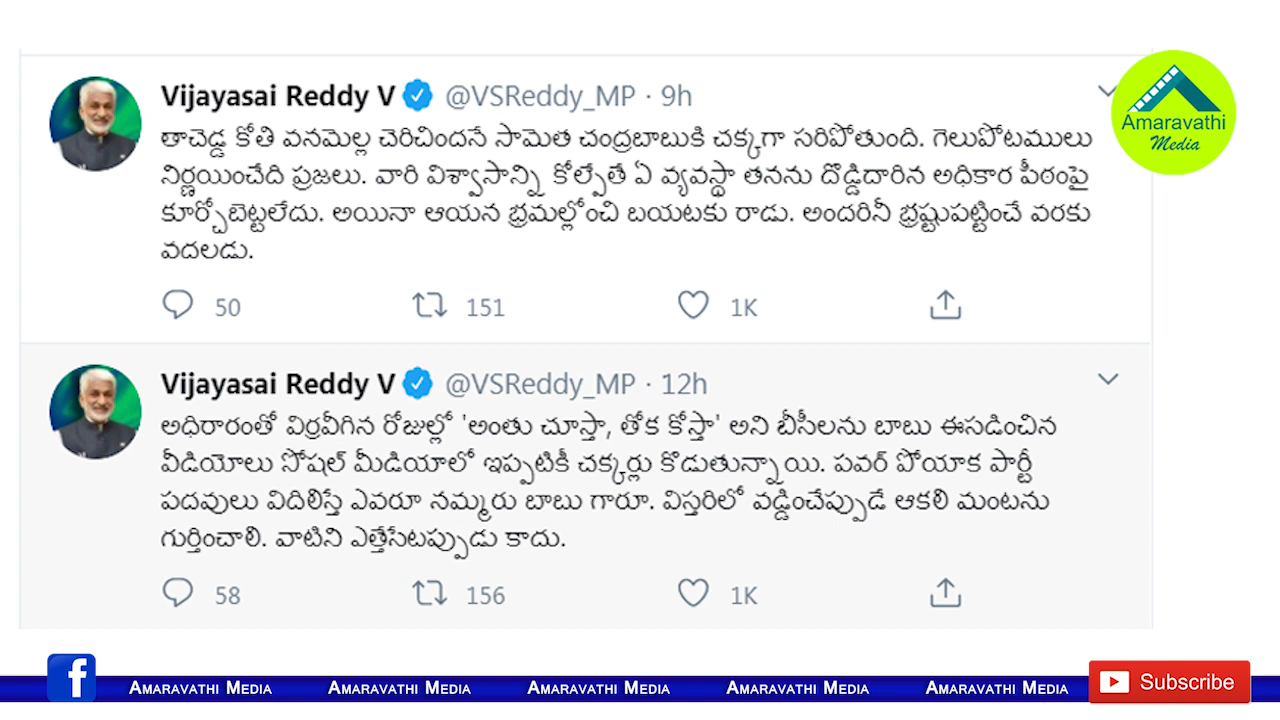 Vijayasai Reddy V @VSReddy_MP · 9h
తాచెడ్డ కోతి వనమెల్ల చెరిచిందనే సామెత చంద్రబాబుకి చక్కగా సరిపోతుంది. గెలుపోటములు
నిర్ణయించేది ప్రజలు. వారి విశ్వాసాన్ని కోల్పేతే ఏ వ్యవస్థా తనను దొడ్డిదారిన అధికార పీఠంపై
కూర్చోబెట్టలేదు. అయినా ఆయన భ్రమల్లోంచి బయటకు రాడు. అందరినీ భ్రష్టుపట్టించే వరకు
వదలడు.
50 151 1K
Amaravathi
Media
Vijayasai Reddy V @VSReddy_MP · 12h
అధిరారంతో విర్రవీగిన రోజుల్లో 'అంతు చూస్తా, తోక కోస్తా' అని బీసీలను బాబు ఈసడించిన
వీడియోలు సోషల్ మీడియాలో ఇప్పటికీ చక్కర్లు కొడుతున్నాయి. పవర్ పోయాక పార్టీ
పదవులు విదిలిస్తే ఎవరూ నమ్మరు బాబు గారూ. విస్తరిలో వడ్డించేప్పుడే ఆకలి మంటను
గుర్తించాలి. వాటిని ఎత్తేసేటప్పుడు కాదు.
58 156 1K
f Amaravathi Media Amaravathi Media Amaravathi Media Amaravathi Media Amaravathi Media Subscribe